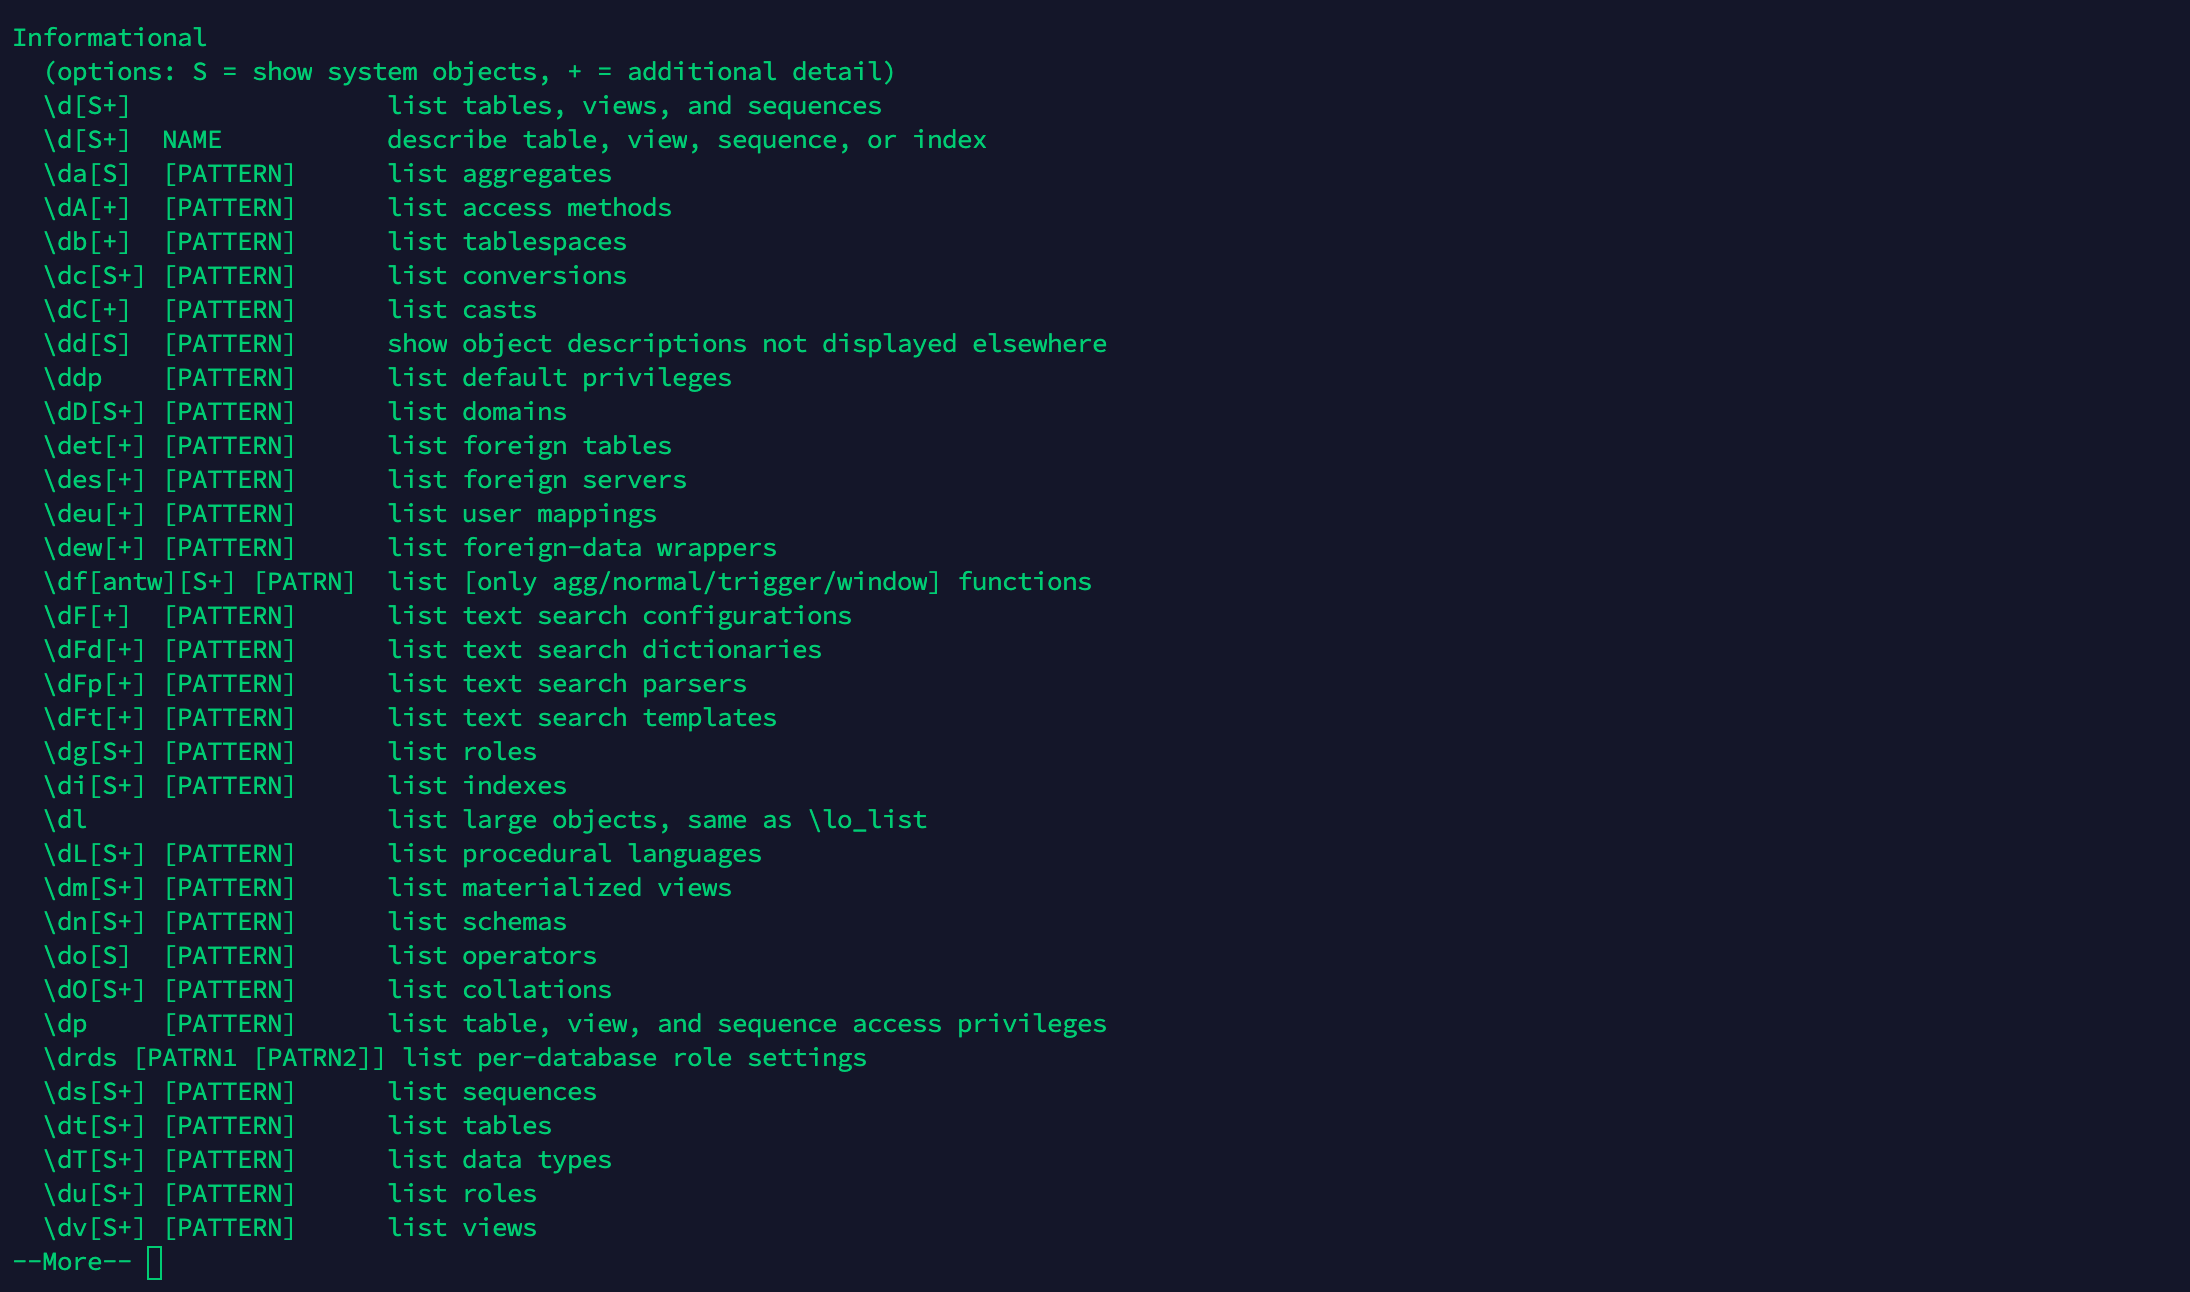 Informational
  (options: S = show system objects, + = additional detail)
  \d[S+]                 list tables, views, and sequences
  \d[S+]  NAME           describe table, view, sequence, or index
  \da[S]  [PATTERN]      list aggregates
  \dA[+]  [PATTERN]      list access methods
  \db[+]  [PATTERN]      list tablespaces
  \dc[S+] [PATTERN]      list conversions
  \dC[+]  [PATTERN]      list casts
  \dd[S]  [PATTERN]      show object descriptions not displayed elsewhere
  \ddp    [PATTERN]      list default privileges
  \dD[S+] [PATTERN]      list domains
  \det[+] [PATTERN]      list foreign tables
  \des[+] [PATTERN]      list foreign servers
  \deu[+] [PATTERN]      list user mappings
  \dew[+] [PATTERN]      list foreign-data wrappers
  \df[antw][S+] [PATRN]  list [only agg/normal/trigger/window] functions
  \dF[+]  [PATTERN]      list text search configurations
  \dFd[+] [PATTERN]      list text search dictionaries
  \dFp[+] [PATTERN]      list text search parsers
  \dFt[+] [PATTERN]      list text search templates
  \dg[S+] [PATTERN]      list roles
  \di[S+] [PATTERN]      list indexes
  \dl                    list large objects, same as \lo_list
  \dL[S+] [PATTERN]      list procedural languages
  \dm[S+] [PATTERN]      list materialized views
  \dn[S+] [PATTERN]      list schemas
  \do[S]  [PATTERN]      list operators
  \dO[S+] [PATTERN]      list collations
  \dp     [PATTERN]      list table, view, and sequence access privileges
  \drds [PATRN1 [PATRN2]] list per-database role settings
  \ds[S+] [PATTERN]      list sequences
  \dt[S+] [PATTERN]      list tables
  \dT[S+] [PATTERN]      list data types
  \du[S+] [PATTERN]      list roles
  \dv[S+] [PATTERN]      list views
--More--